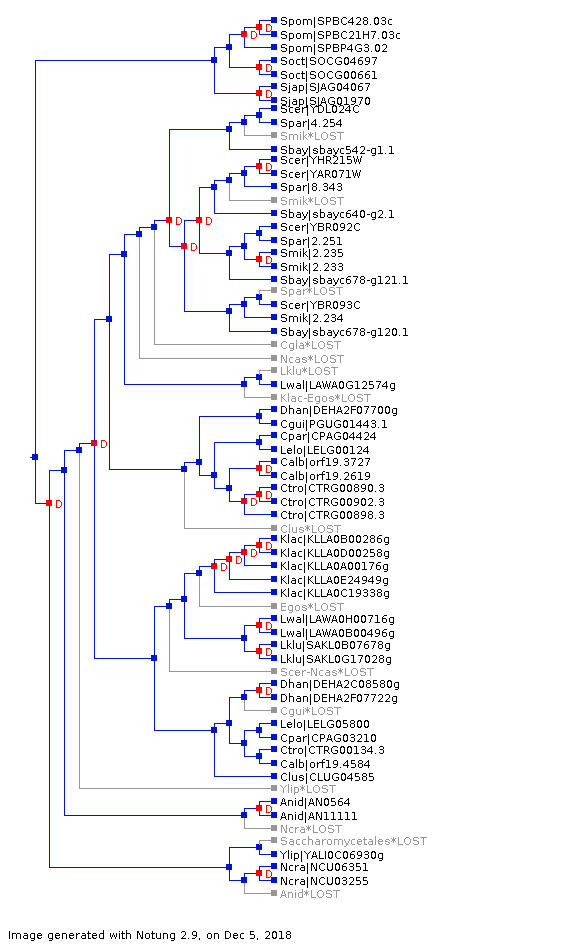 Spom|SPBC428.03c
D
Spom|SPBC21H7.03c
D
Spom|SPBP4G3.02
Soct|SOCG04697
D
Soct|SOCG00661
Sjap|SJAG04067
D
Sjap|SJAG01970
Scer|YDL024C
Spar|4.254
Smik*LOST
Sbay|sbayc542-g1.1
Scer|YHR215W
D
Scer|YAR071W
Spar|8.343
Smik*LOST
Sbay|sbayc640-g2.1
D
D
Scer|YBR092C
Spar|2.251
D
Smik|2.235
D
Smik|2.233
Sbay|sbayc678-g121.1
Spar*LOST
Scer|YBR093C
Smik|2.234
Sbay|sbayc678-g120.1
Cgla*LOST
Ncas*LOST
Lklu*LOST
Lwal|LAWA0G12574g
Klac-Egos*LOST
Dhan|DEHA2F07700g
Cgui|PGUG01443.1
Cpar|CPAG04424
D
Lelo|LELG00124
Calb|orf19.3727
D
Calb|orf19.2619
Ctro|CTRG00890.3
D
Ctro|CTRG00902.3
D
D
Ctro|CTRG00898.3
Clus*LOST
Klac|KLLA0B00286g
D
Klac|KLLA0D00258g
D
D
Klac|KLLA0A00176g
D
Klac|KLLA0E24949g
Klac|KLLA0C19338g
Egos*LOST
Lwal|LAWA0H00716g
D
Lwal|LAWA0B00496g
Lklu|SAKL0B07678g
D
Lklu|SAKL0G17028g
Scer-Ncas*LOST
Dhan|DEHA2C08580g
D
Dhan|DEHA2F07722g
Cgui*LOST
Lelo|LELG05800
Cpar|CPAG03210
Ctro|CTRG00134.3
Calb|orf19.4584
Clus|CLUG04585
Ylip*LOST
Anid|AN0564
D
Anid|AN11111
Ncra*LOST
Saccharomycetales*LOST
Ylip|YALI0C06930g
Ncra|NCU06351
D
Ncra|NCU03255
Anid*LOST
Image generated with Notung 2.9, on Dec 5, 2018